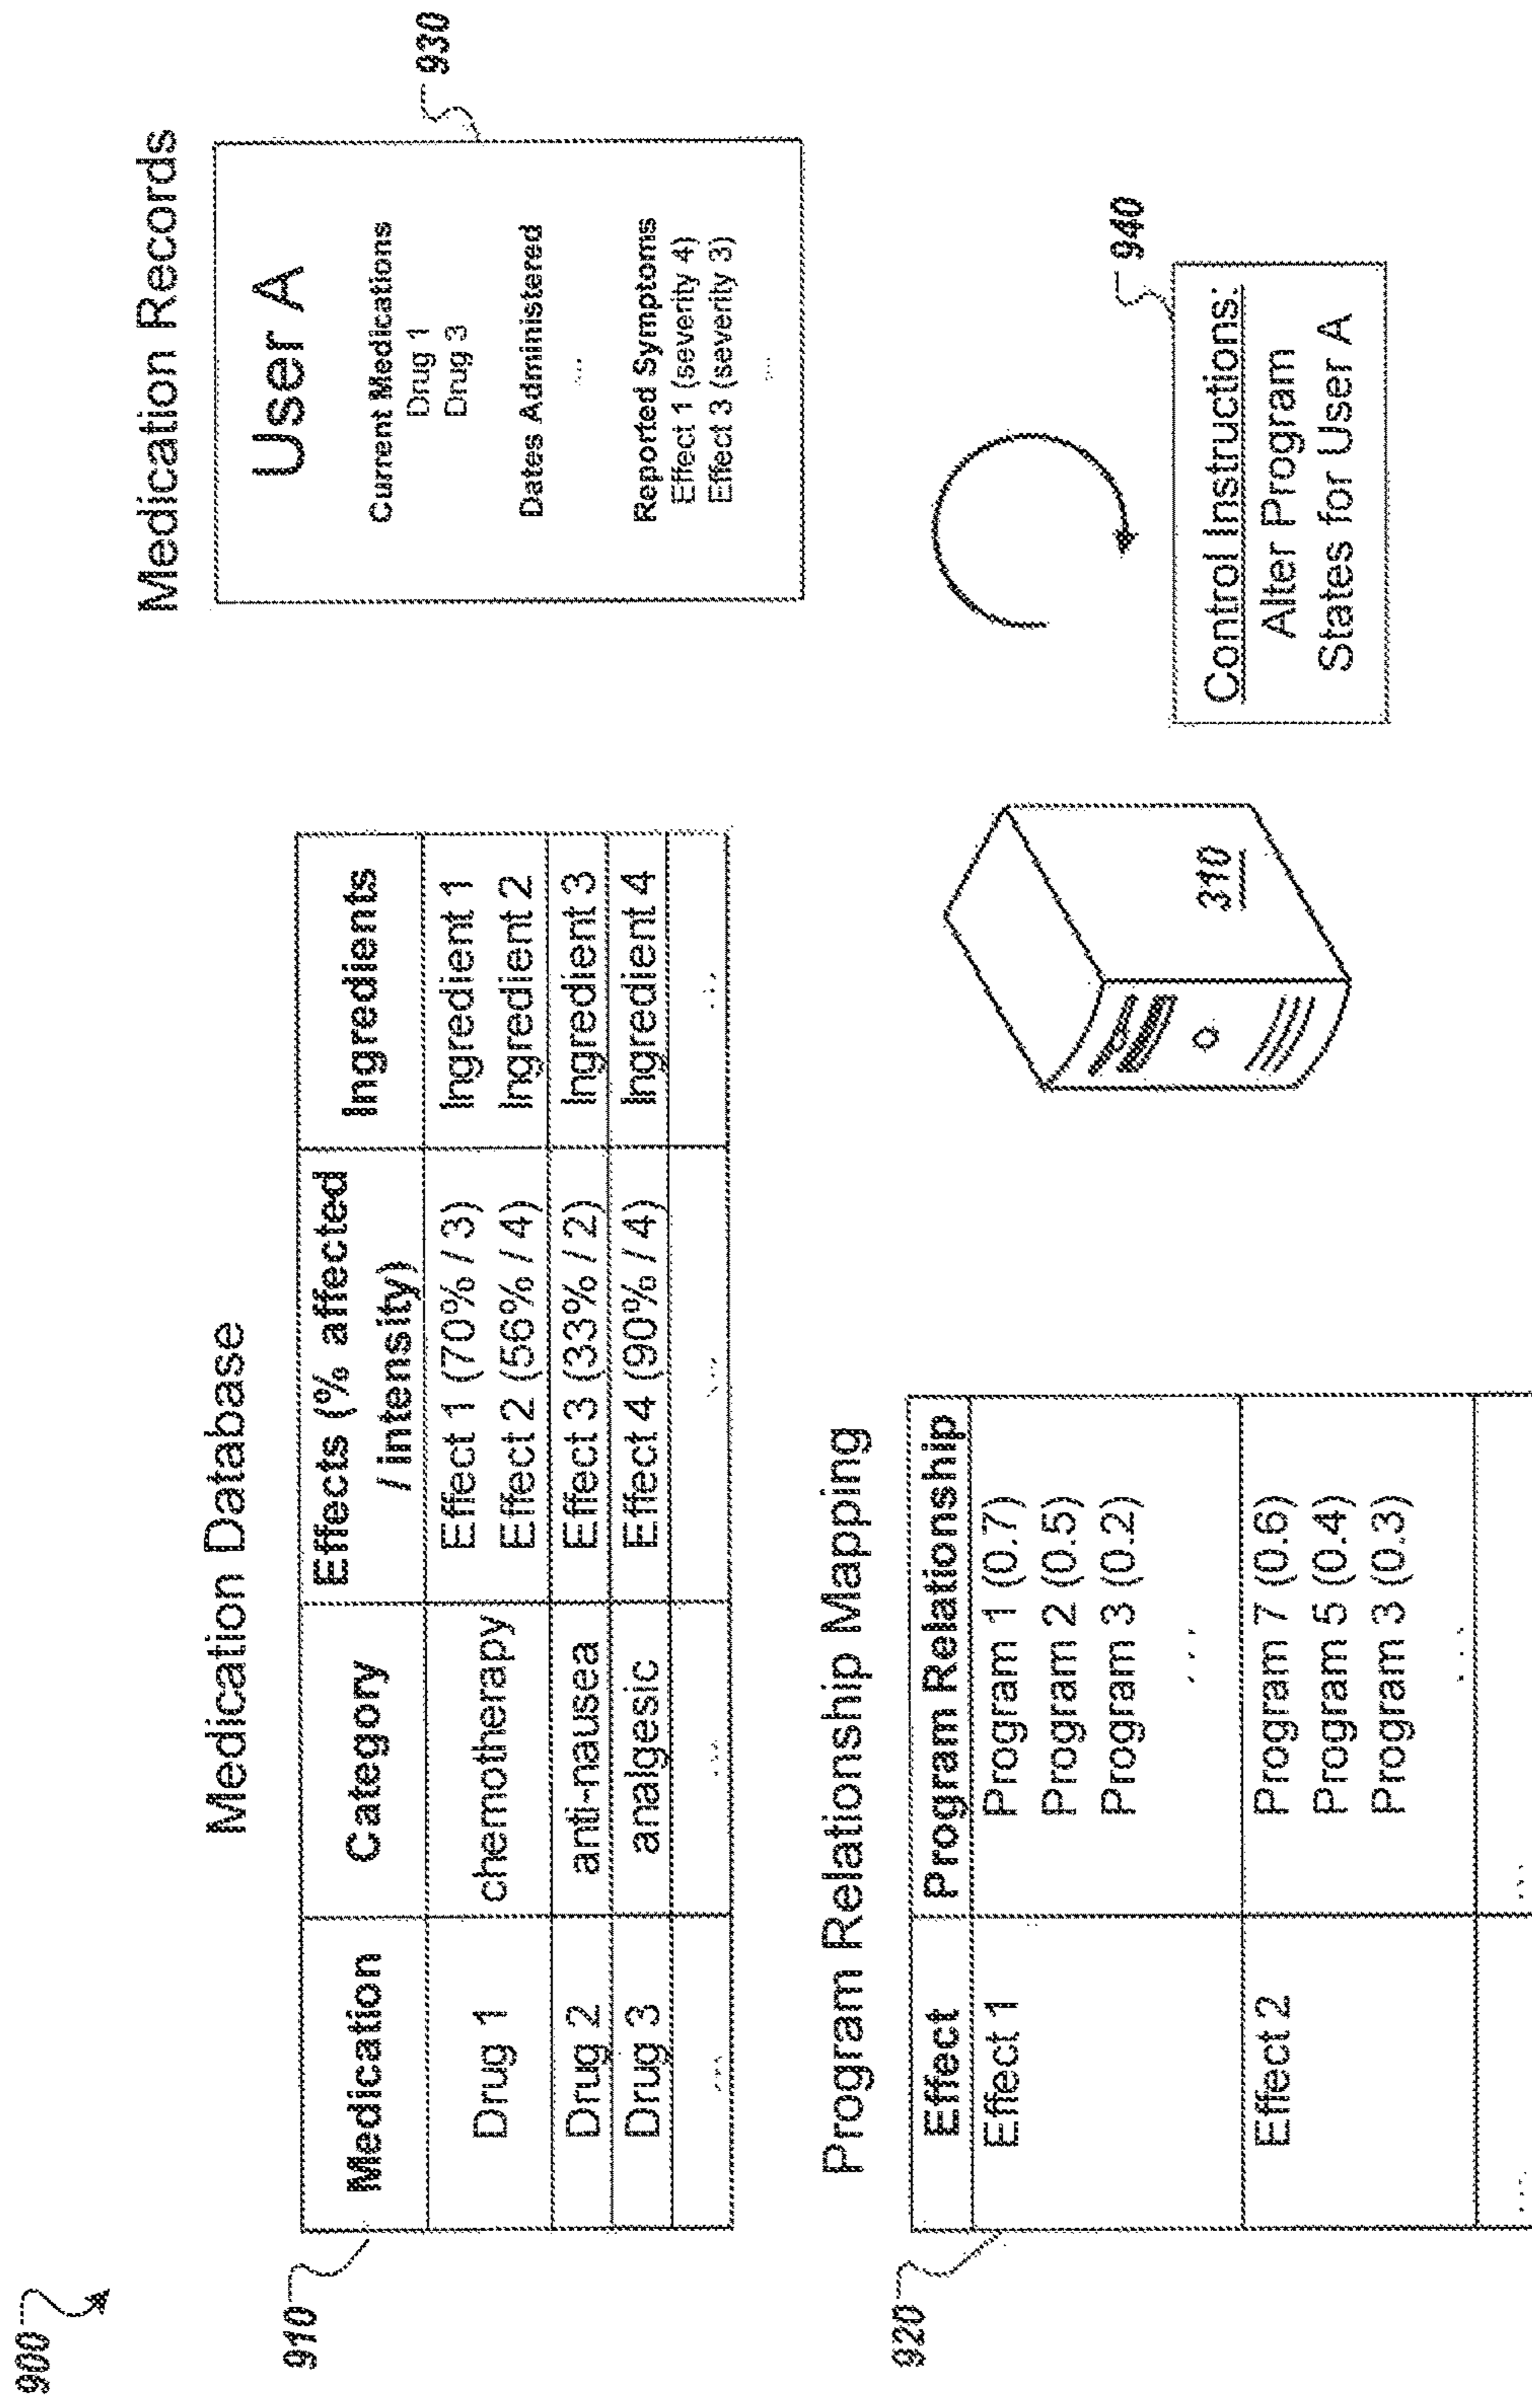 900
Medication Database
910
Medication Category Effects (% affected / intensity) Ingredients
Drug 1 chemotherapy Effect 1 (70% / 3) Ingredient 1
Effect 2 (56% / 4) Ingredient 2
Drug 2 anti-nausea Effect 3 (33% / 2) Ingredient 3
Drug 3 analgesic Effect 4 (90% / 4) Ingredient 4
... ... ... ...
Medication Records
930
User A
Current Medications
Drug 1
Drug 3
Dates Administered
...
Reported Symptoms
Effect 1 (severity 4)
Effect 3 (severity 3)
...
Program Relationship Mapping
920
Effect Program Relationship
Effect 1 Program 1 (0.7)
Program 2 (0.5)
Program 3 (0.2)
...
Effect 2 Program 7 (0.6)
Program 5 (0.4)
Program 3 (0.3)
...
... ...
310
940
Control Instructions:
Alter Program
States for User A